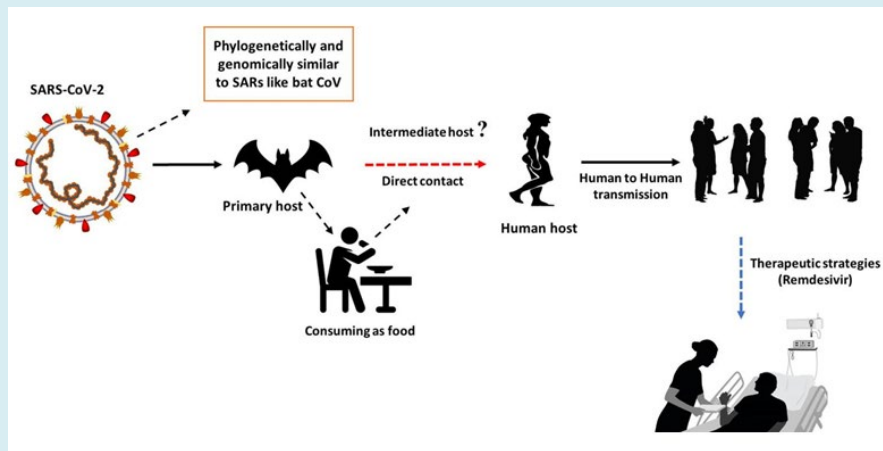 Phylogenetically and
genomically similar
to SARs like bat CoV
SARS-CoV-2
Intermediate host ?
Direct contact
Primary host
Human to Human
transmission
Human host
Therapeutic strategies
(Remdesivir)
Consuming as food